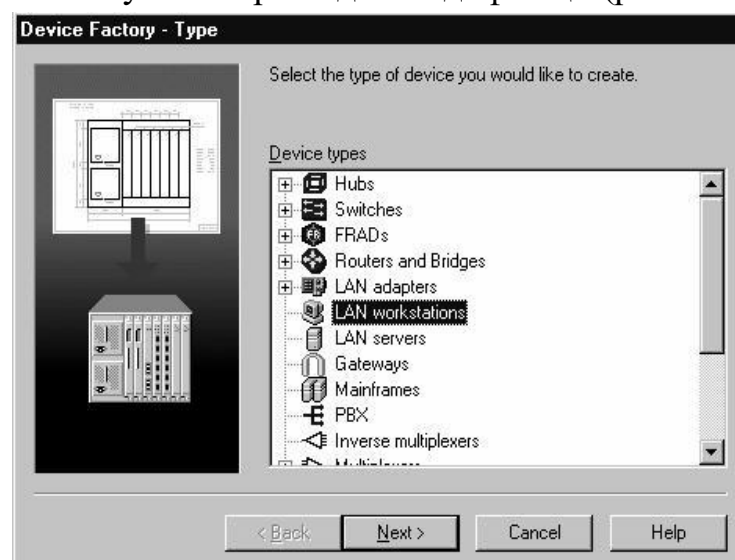 Device Factory - Type
Select the type of device you would like to create.
Device types
Hubs
Switches
FRADs
Routers and Bridges
LAN adapters
LAN workstations
LAN servers
Gateways
Mainframes
PBX
Inverse multiplexers
< Back
Next >
Cancel
Help